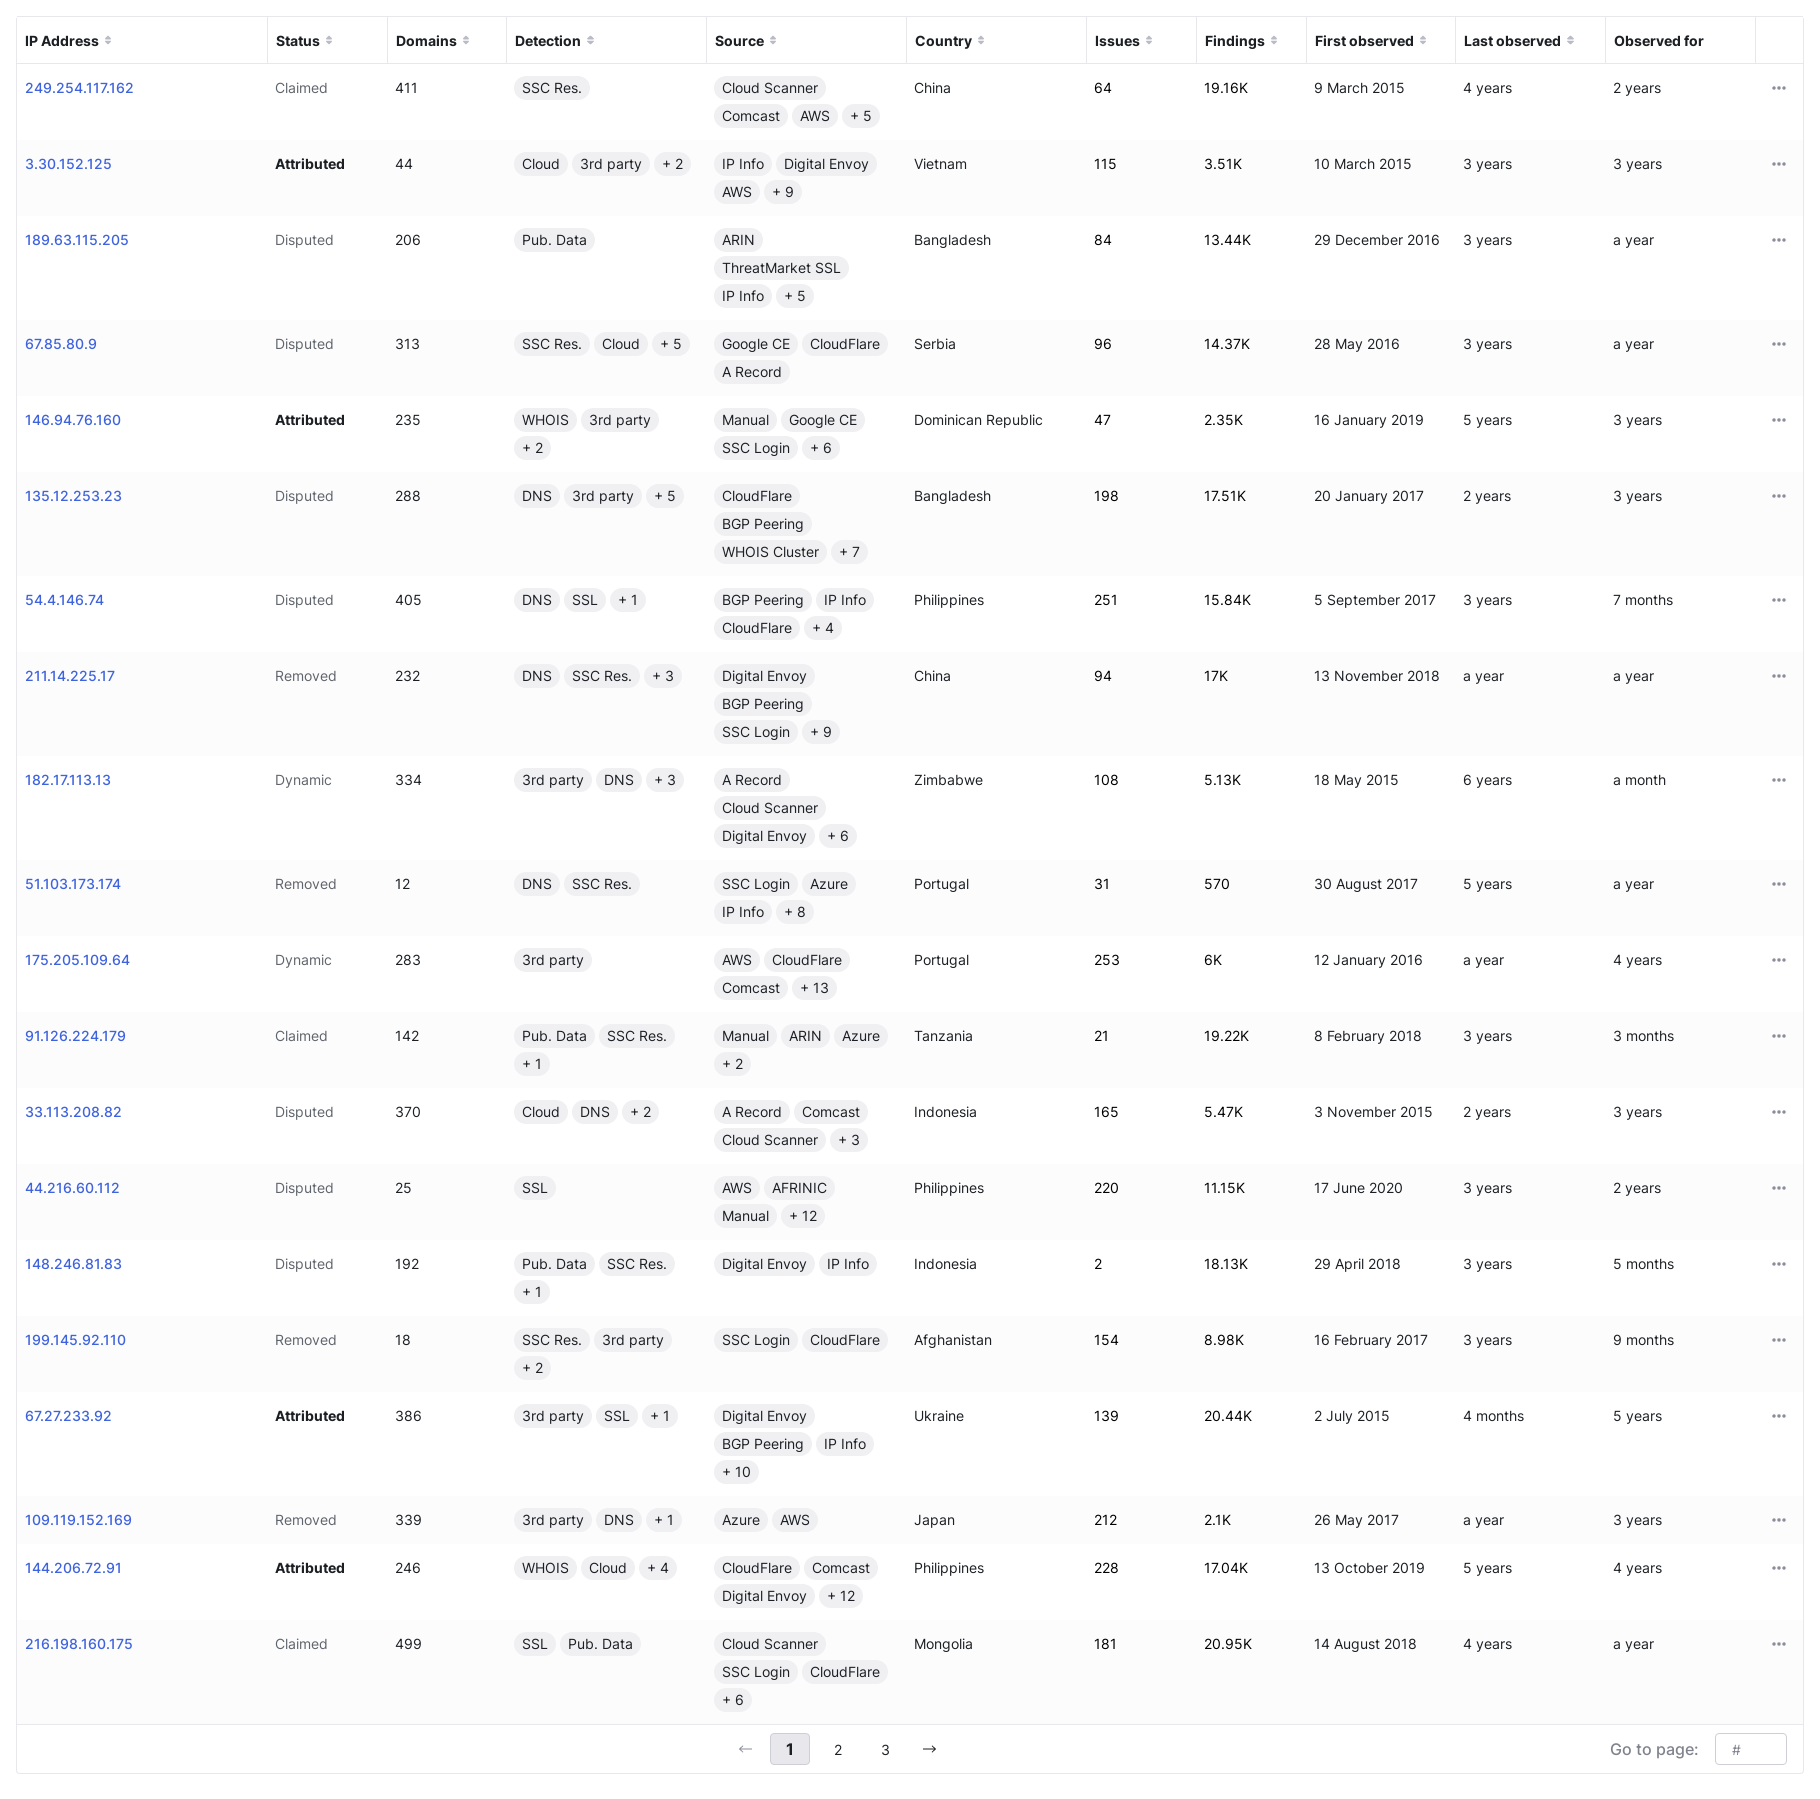 IP Address Status Domains Detection Source Country Issues Findings First observed Last observed Observed for
249.254.117.162 Claimed 411 SSC Res. Cloud Scanner China 64 19.16K 9 March 2015 4 years 2 years
Comcast AWS + 5
3.30.152.125 Attributed 44 Cloud 3rd party + 2 IP Info Digital Envoy Vietnam 115 3.51K 10 March 2015 3 years 3 years
AWS + 9
189.63.115.205 Disputed 206 Pub. Data ARIN Bangladesh 84 13.44K 29 December 2016 3 years a year
ThreatMarket SSL
IP Info + 5
67.85.80.9 Disputed 313 SSC Res. Cloud + 5 Google CE CloudFlare Serbia 96 14.37K 28 May 2016 3 years a year
A Record
146.94.76.160 Attributed 235 WHOIS 3rd party Manual Google CE Dominican Republic 47 2.35K 16 January 2019 5 years 3 years
+ 2 SSC Login + 6
135.12.253.23 Disputed 288 DNS 3rd party + 5 CloudFlare Bangladesh 198 17.51K 20 January 2017 2 years 3 years
BGP Peering
WHOIS Cluster + 7
54.4.146.74 Disputed 405 DNS SSL + 1 BGP Peering IP Info Philippines 251 15.84K 5 September 2017 3 years 7 months
CloudFlare + 4
211.14.225.17 Removed 232 DNS SSC Res. + 3 Digital Envoy China 94 17K 13 November 2018 a year a year
BGP Peering
SSC Login + 9
182.17.113.13 Dynamic 334 3rd party DNS + 3 A Record Zimbabwe 108 5.13K 18 May 2015 6 years a month
Cloud Scanner
Digital Envoy + 6
51.103.173.174 Removed 12 DNS SSC Res. SSC Login Azure Portugal 31 570 30 August 2017 5 years a year
IP Info + 8
175.205.109.64 Dynamic 283 3rd party AWS CloudFlare Portugal 253 6K 12 January 2016 a year 4 years
Comcast + 13
91.126.224.179 Claimed 142 Pub. Data SSC Res. Manual ARIN Azure Tanzania 21 19.22K 8 February 2018 3 years 3 months
+ 1 + 2
33.113.208.82 Disputed 370 Cloud DNS + 2 A Record Comcast Indonesia 165 5.47K 3 November 2015 2 years 3 years
Cloud Scanner + 3
44.216.60.112 Disputed 25 SSL AWS AFRINIC Philippines 220 11.15K 17 June 2020 3 years 2 years
Manual + 12
148.246.81.83 Disputed 192 Pub. Data SSC Res. Digital Envoy IP Info Indonesia 2 18.13K 29 April 2018 3 years 5 months
+ 1
199.145.92.110 Removed 18 SSC Res. 3rd party SSC Login CloudFlare Afghanistan 154 8.98K 16 February 2017 3 years 9 months
+ 2
67.27.233.92 Attributed 386 3rd party SSL + 1 Digital Envoy Ukraine 139 20.44K 2 July 2015 4 months 5 years
BGP Peering IP Info
+ 10
109.119.152.169 Removed 339 3rd party DNS + 1 Azure AWS Japan 212 2.1K 26 May 2017 a year 3 years
144.206.72.91 Attributed 246 WHOIS Cloud + 4 CloudFlare Comcast Philippines 228 17.04K 13 October 2019 5 years 4 years
Digital Envoy + 12
216.198.160.175 Claimed 499 SSL Pub. Data Cloud Scanner Mongolia 181 20.95K 14 August 2018 4 years a year
SSC Login CloudFlare
+ 6
← 1 2 3 → Go to page: #